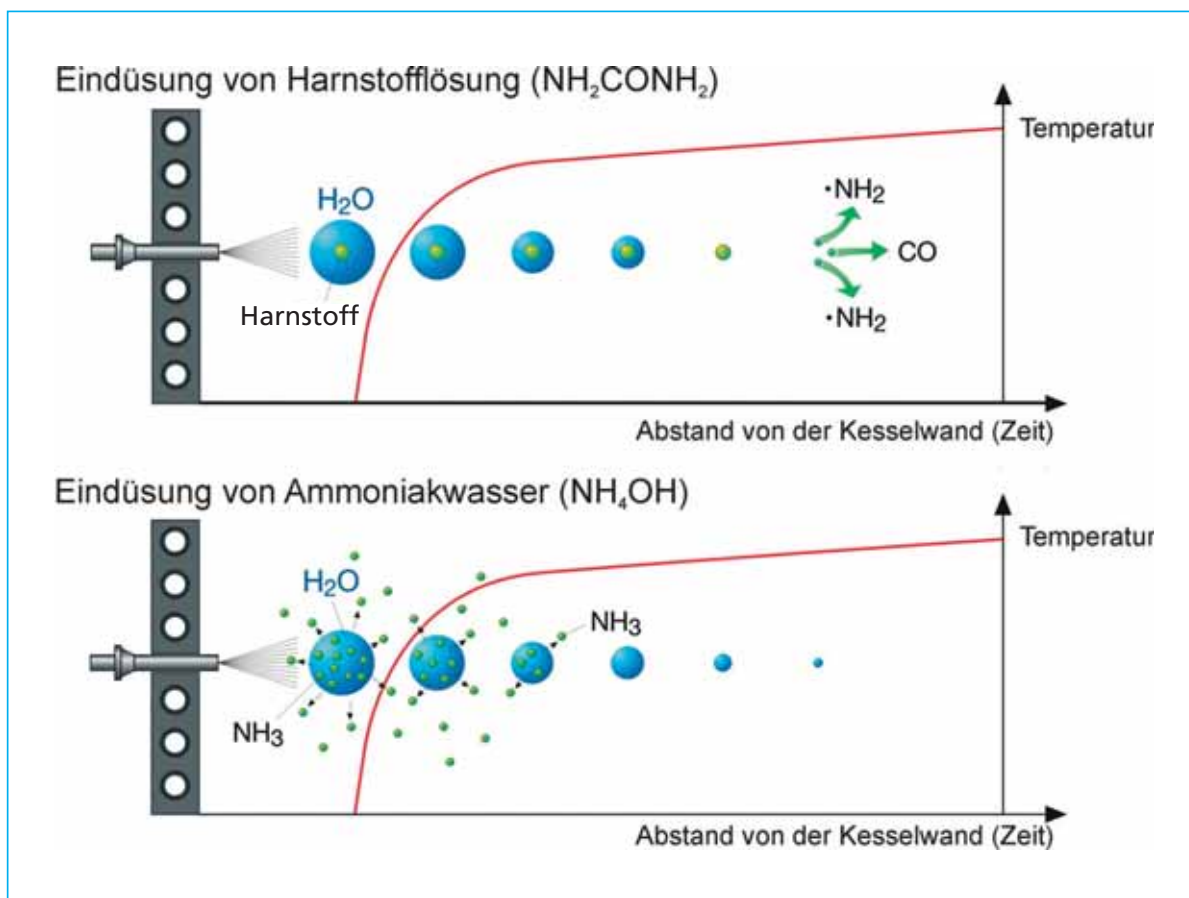 Eindüsung von Harnstofflösung (NH₂CONH₂)
Temperatur
H₂O
•NH₂
CO
Harnstoff
•NH₂
Abstand von der Kesselwand (Zeit)
Eindüsung von Ammoniakwasser (NH₄OH)
Temperatur
H₂O
NH₃
NH₃
Abstand von der Kesselwand (Zeit)